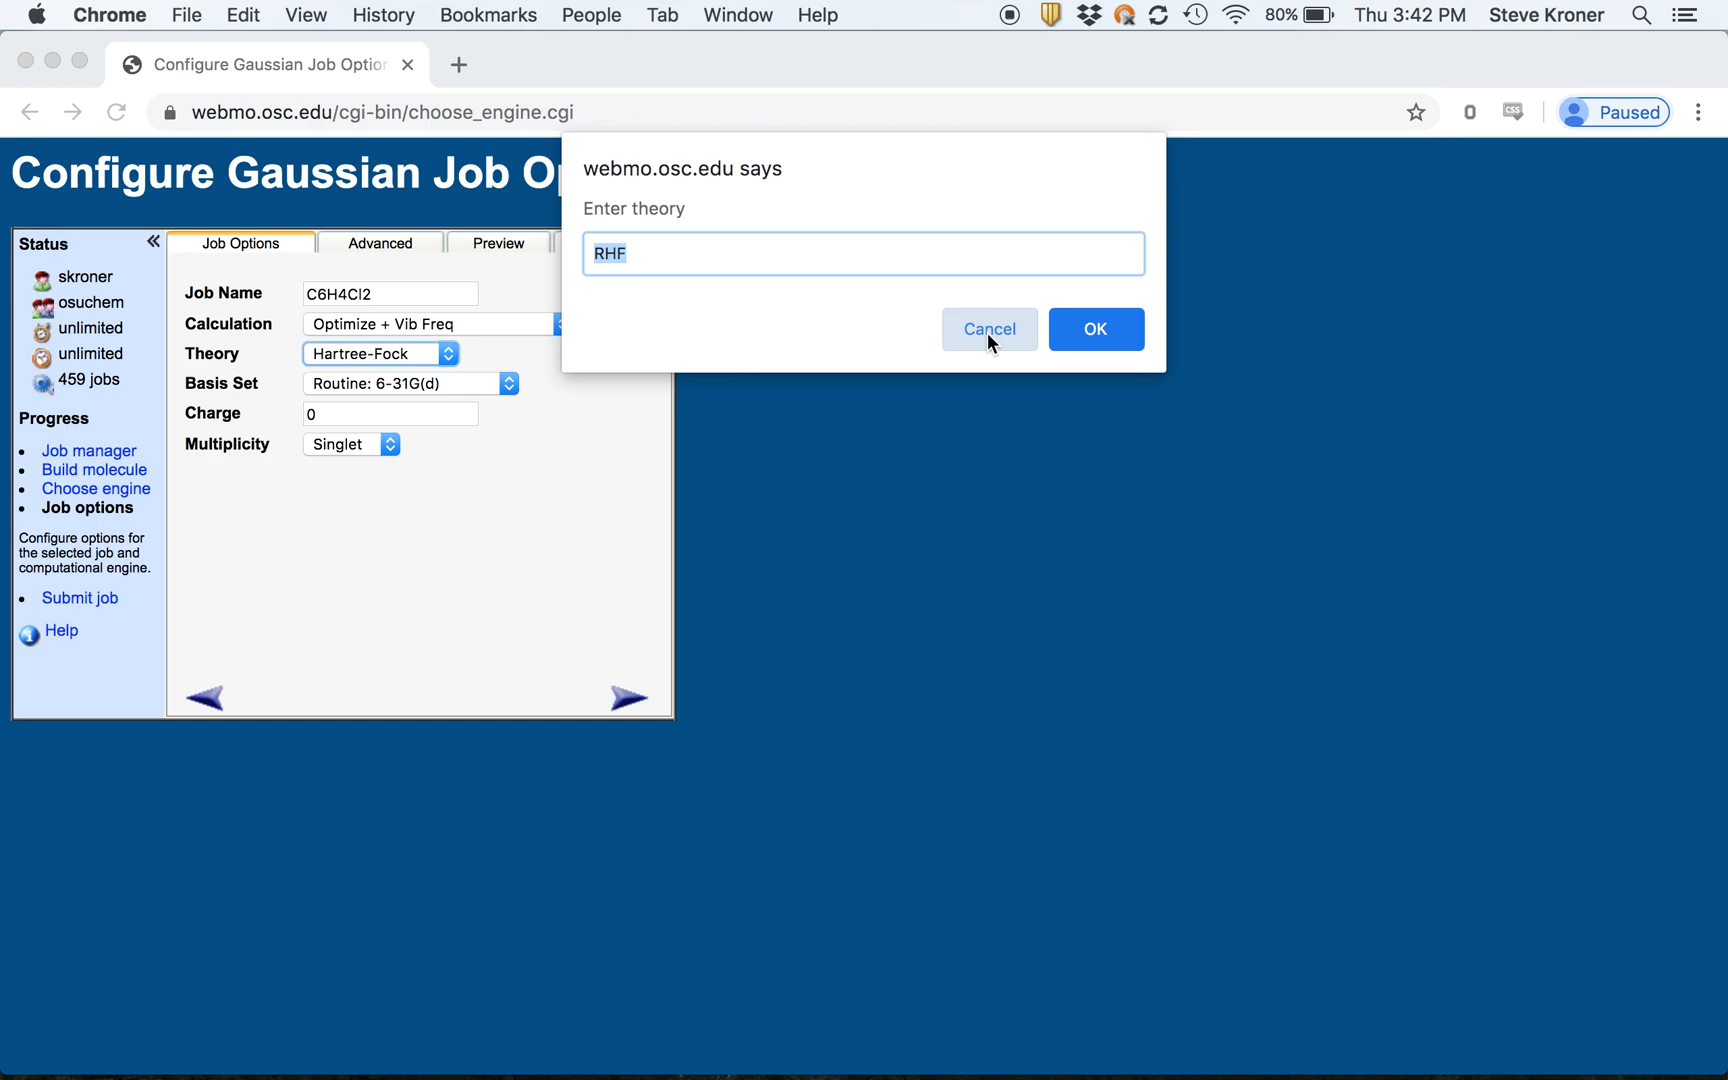 Chrome File Edit View History Bookmarks People Tab Window Help 80% Thu 3:42 PM Steve Kroner
Configure Gaussian Job Option
webmo.osc.edu/cgi-bin/choose_engine.cgi
CSS
Paused
Configure Gaussian Job Op
webmo.osc.edu says
Enter theory
RHF
Cancel OK
Status
skroner
osuchem
unlimited
unlimited
459 jobs
Progress
Job manager
Build molecule
Choose engine
Job options
Configure options for
the selected job and
computational engine.
Submit job
Help
Job Options Advanced Preview
Job Name C6H4Cl2
Calculation Optimize + Vib Freq
Theory Hartree-Fock
Basis Set Routine: 6-31G(d)
Charge 0
Multiplicity Singlet